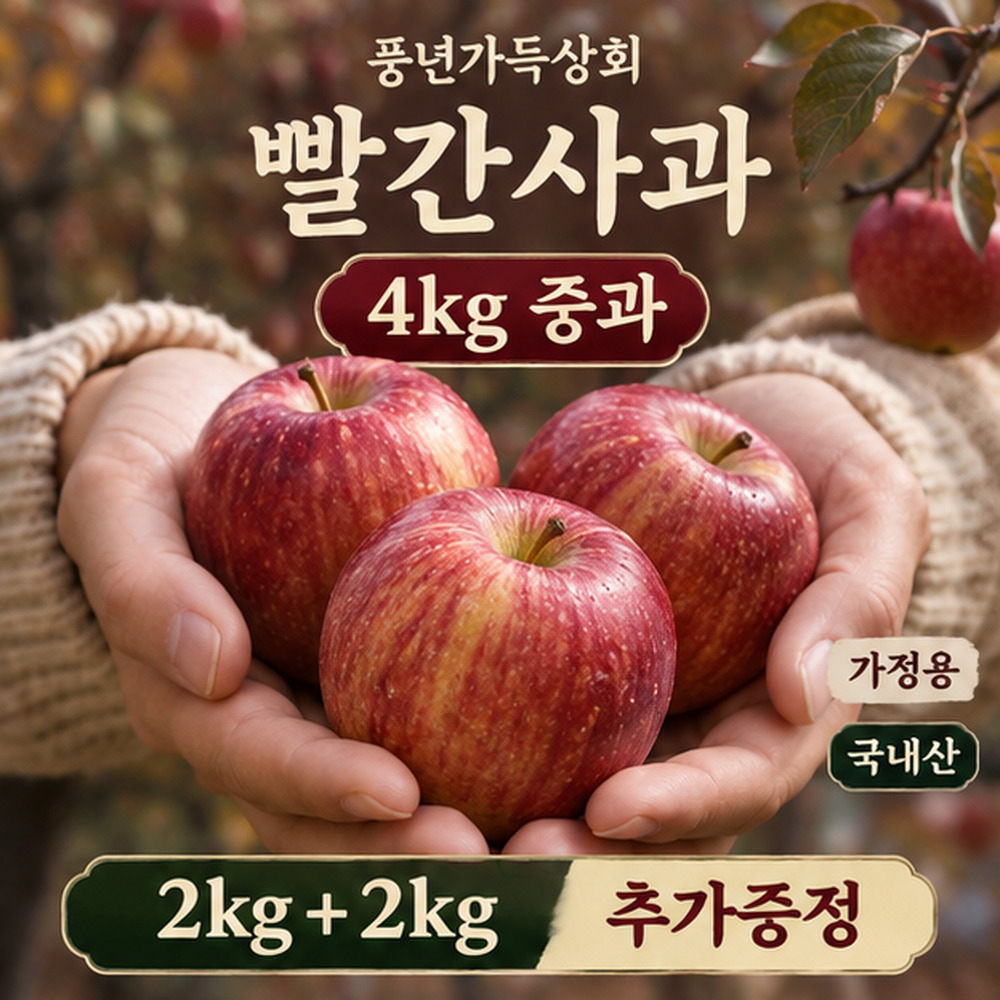 풍년가득상회
빨간사과
4kg 중과
가정용
국내산
2kg+2kg 추가증정